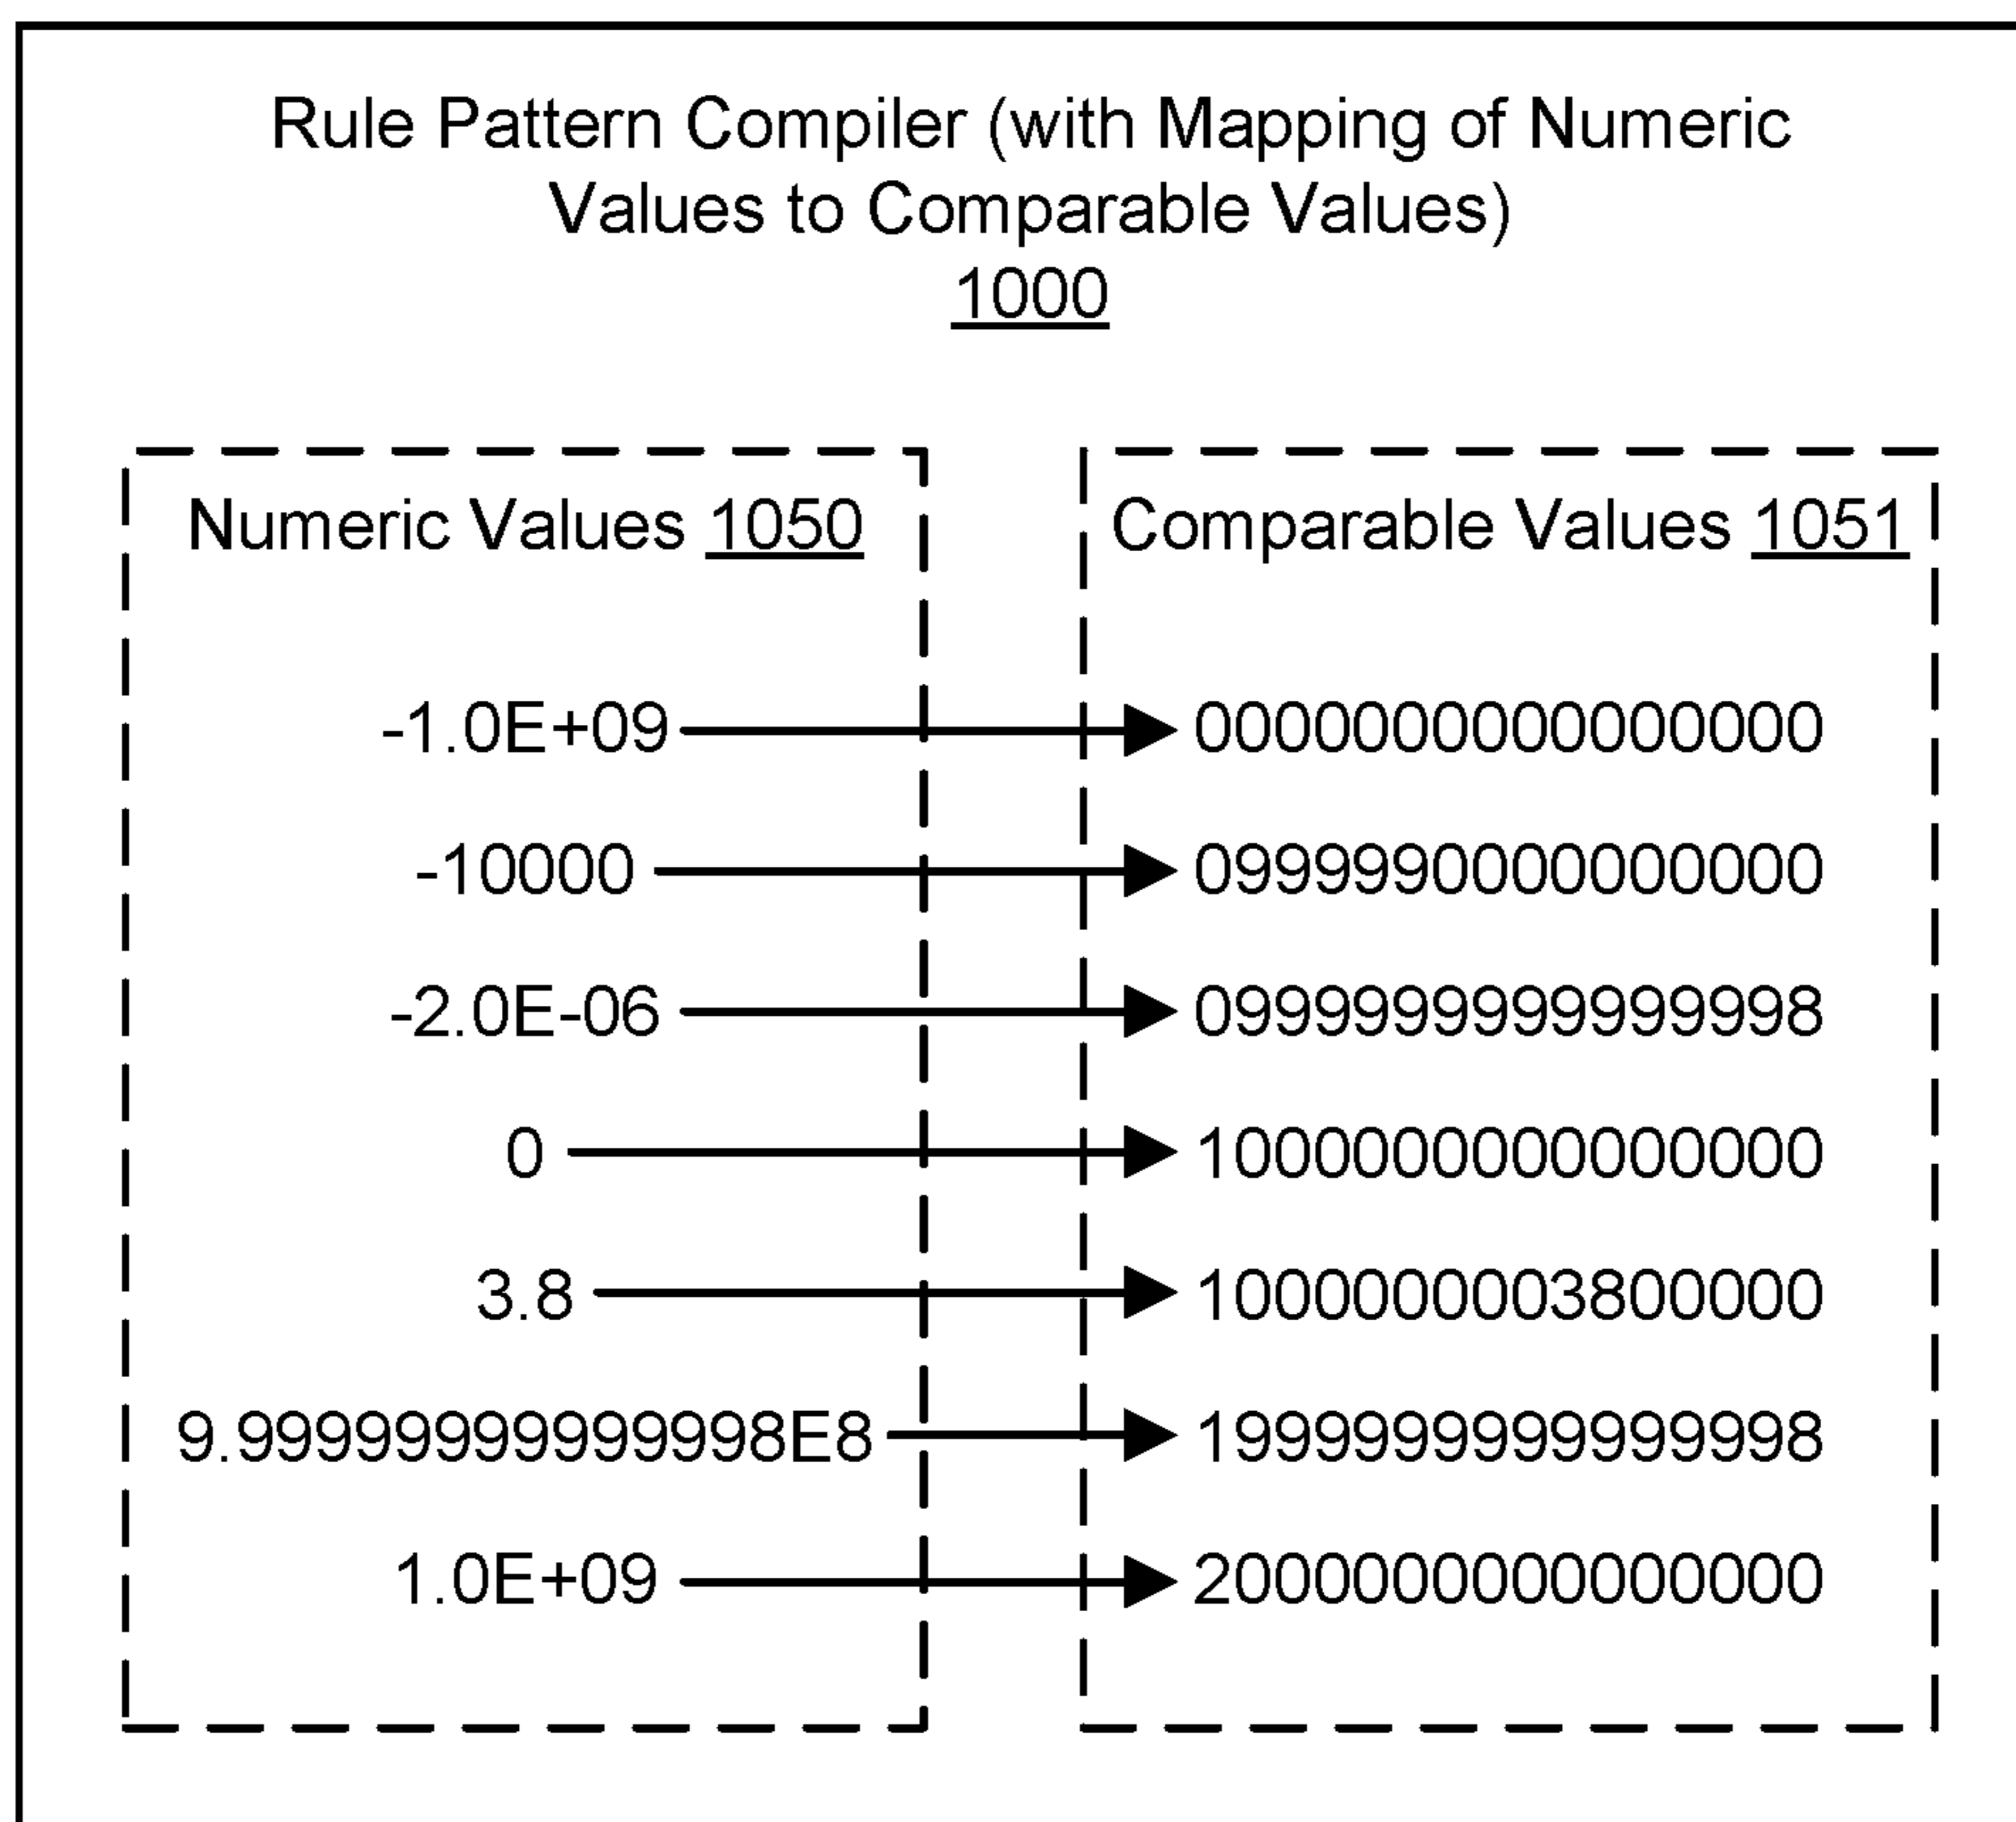 Rule Pattern Compiler (with Mapping of Numeric
Values to Comparable Values)
1000
Numeric Values 1050
Comparable Values 1051
-1.0E+09
0000000000000000
-10000
0999990000000000
-2.0E-06
0999999999999998
0
1000000000000000
3.8
1000000003800000
9.99999999999998E8
1999999999999998
1.0E+09
2000000000000000